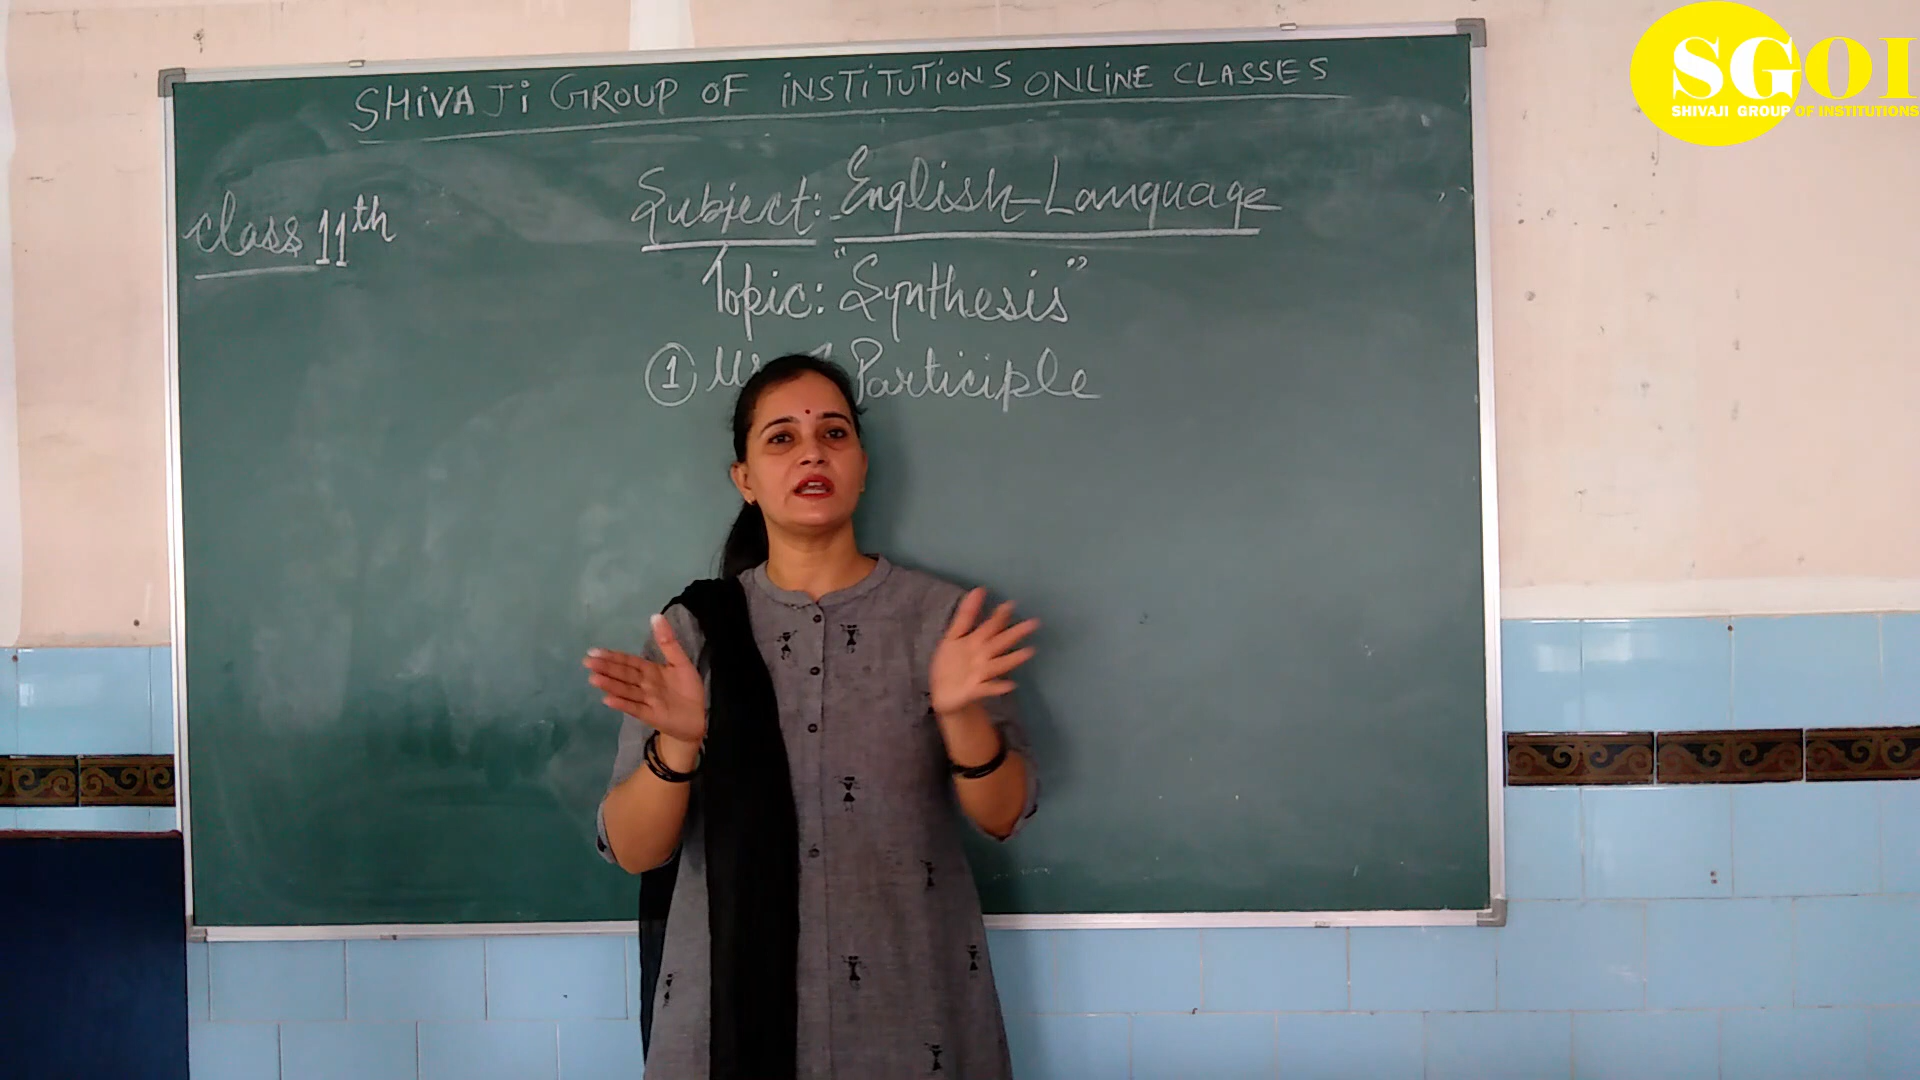 SHiVAJi GROUP OF iNSTiTUTiONS ONLiNE CLASSES
SGOI
SHIVAJI GROUP OF INSTITUTIONS
class 11th
Subject:- English-Language
Topic: "Synthesis"
① Participle